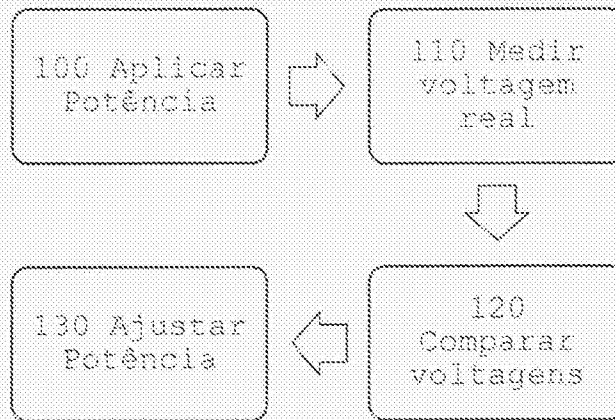 100 Aplicar
Potência
110 Medir
voltagem
real
120
Comparar
voltagens
130 Ajustar
Potência